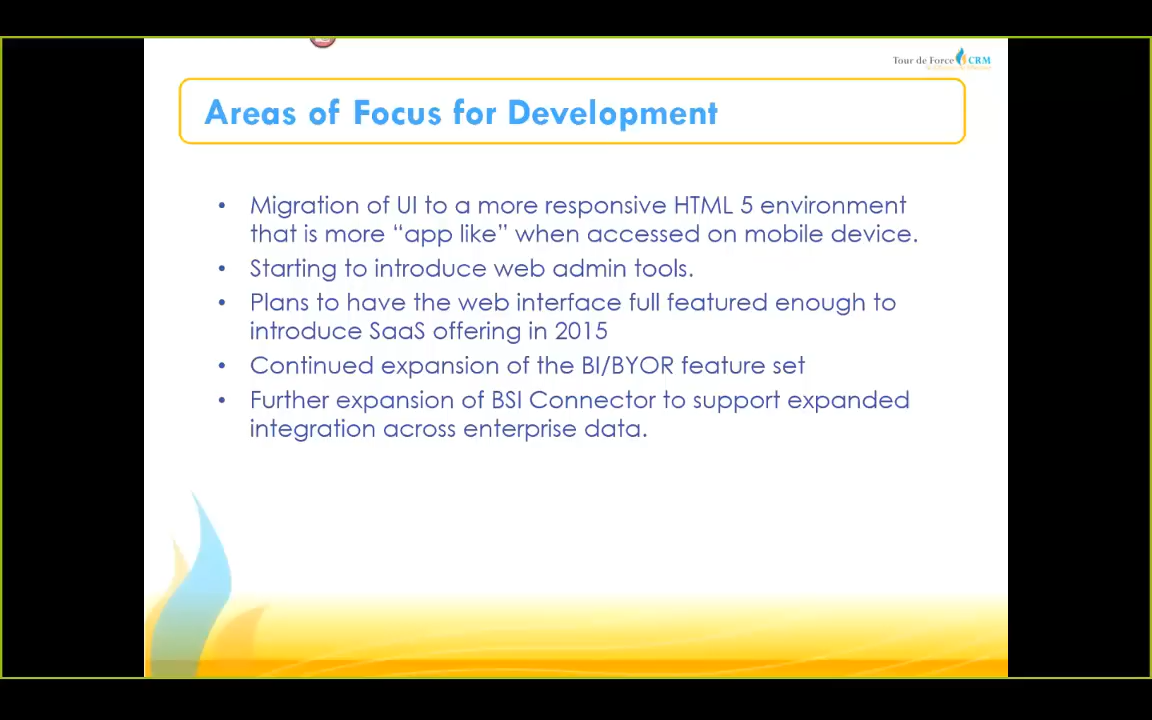 Tour de Force CRM
Areas of Focus for Development
• Migration of UI to a more responsive HTML 5 environment
that is more “app like” when accessed on mobile device.
• Starting to introduce web admin tools.
• Plans to have the web interface full featured enough to
introduce SaaS offering in 2015
• Continued expansion of the BI/BYOR feature set
• Further expansion of BSI Connector to support expanded
integration across enterprise data.